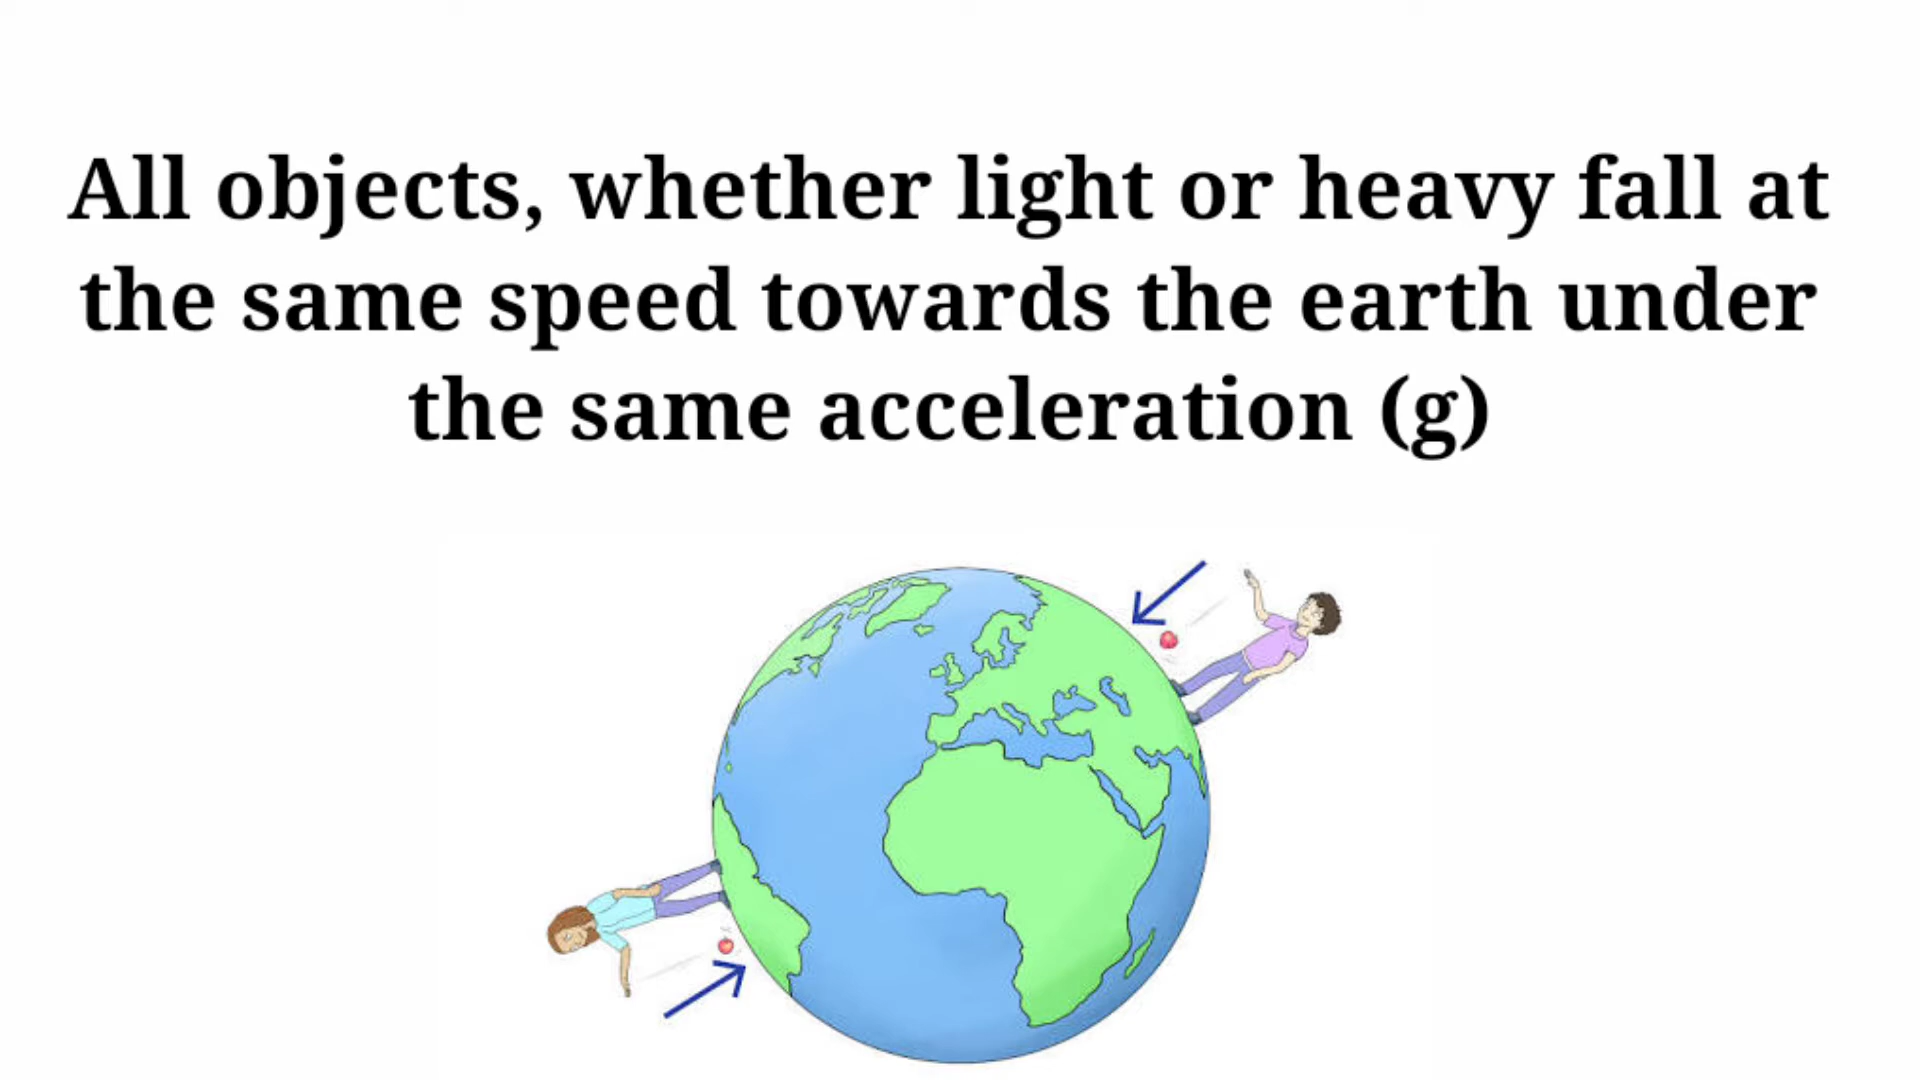 All objects, whether light or heavy fall at
the same speed towards the earth under
the same acceleration (g)